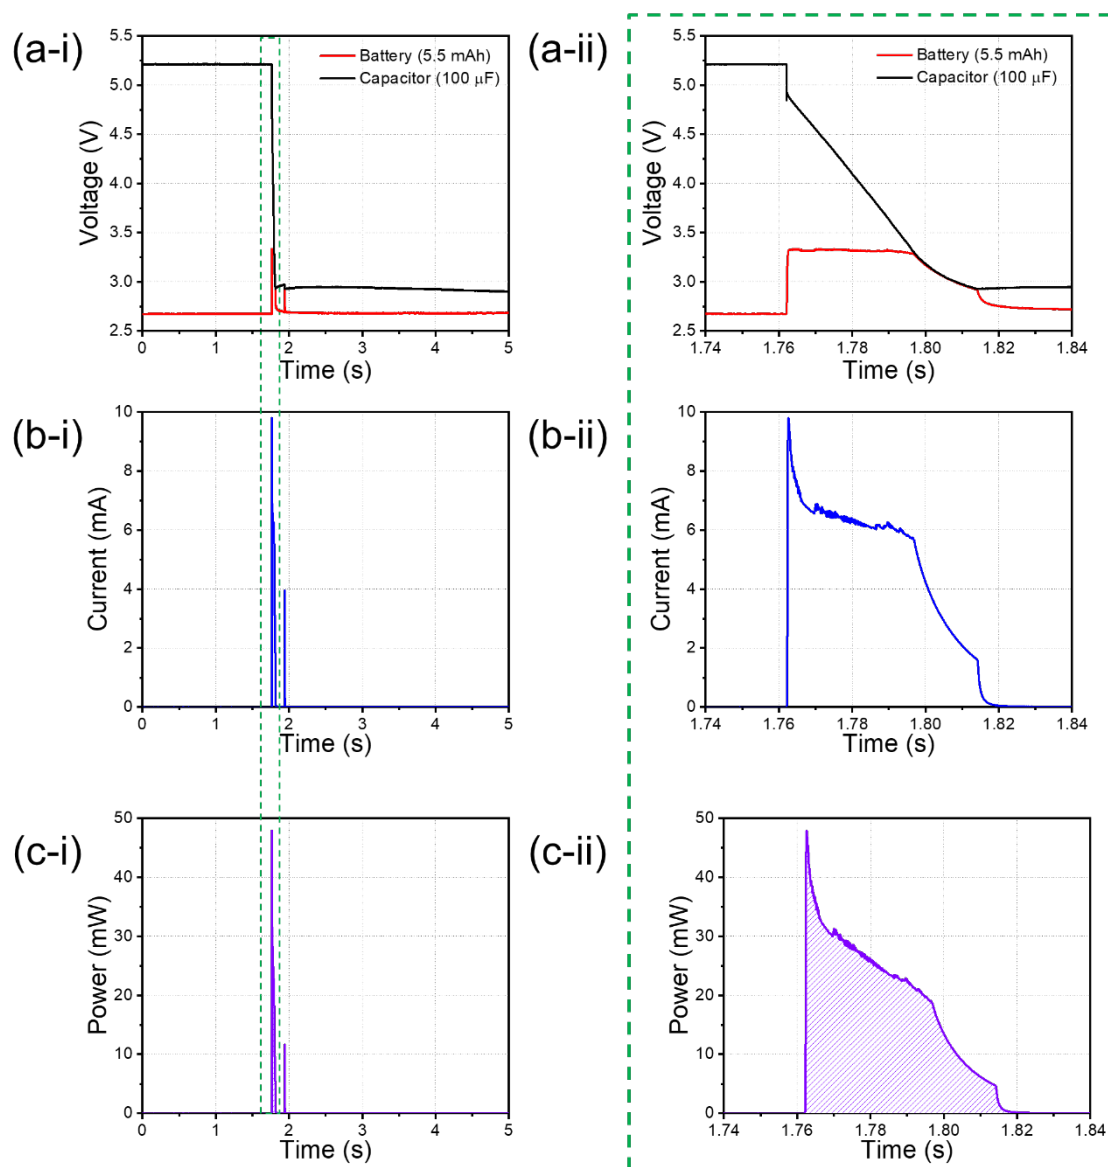 (a-i)
5.5
5.0
4.5
4.0
3.5
3.0
2.5
Voltage (V)
Battery (5.5 mAh)
Capacitor (100 μF)
0 1 2 3 4 5
Time (s)
(a-ii)
5.5
5.0
4.5
4.0
3.5
3.0
2.5
Voltage (V)
Battery (5.5 mAh)
Capacitor (100 μF)
1.74 1.76 1.78 1.80 1.82 1.84
Time (s)
(b-i)
10
8
6
4
2
0
Current (mA)
0 1 2 3 4 5
Time (s)
(b-ii)
10
8
6
4
2
0
Current (mA)
1.74 1.76 1.78 1.80 1.82 1.84
Time (s)
(c-i)
50
40
30
20
10
0
Power (mW)
0 1 2 3 4 5
Time (s)
(c-ii)
50
40
30
20
10
0
Power (mW)
1.74 1.76 1.78 1.80 1.82 1.84
Time (s)